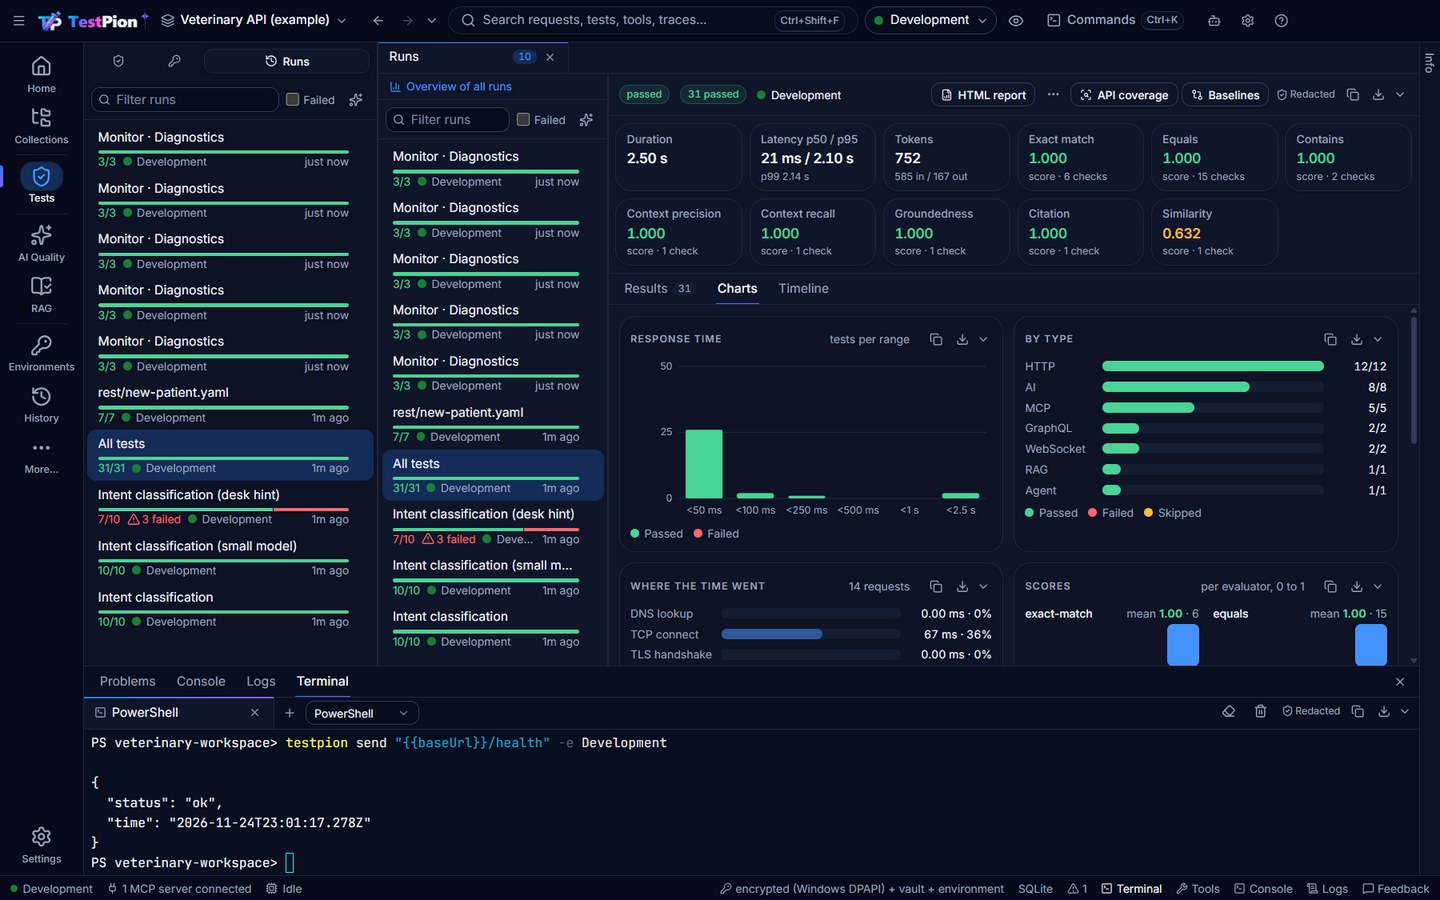 TestPion
Veterinary API (example)
Search requests, tests, tools, traces...
Ctrl+Shift+F
Development
Commands
Ctrl+K
Home
Collections
Tests
AI Quality
RAG
Environments
History
More...
Settings
Runs
Filter runs
Failed
Monitor · Diagnostics
3/3 Development just now
Monitor · Diagnostics
3/3 Development just now
Monitor · Diagnostics
3/3 Development just now
Monitor · Diagnostics
3/3 Development just now
Monitor · Diagnostics
3/3 Development just now
rest/new-patient.yaml
7/7 Development 1m ago
All tests
31/31 Development 1m ago
Intent classification (desk hint)
7/10 3 failed Development 1m ago
Intent classification (small model)
10/10 Development 1m ago
Intent classification
10/10 Development 1m ago
Runs 10
Overview of all runs
Filter runs
Failed
Monitor · Diagnostics
3/3 Development just now
Monitor · Diagnostics
3/3 Development just now
Monitor · Diagnostics
3/3 Development just now
Monitor · Diagnostics
3/3 Development just now
Monitor · Diagnostics
3/3 Development just now
rest/new-patient.yaml
7/7 Development 1m ago
All tests
31/31 Development 1m ago
Intent classification (desk hint)
7/10 3 failed Deve... 1m ago
Intent classification (small m...
10/10 Development 1m ago
Intent classification
10/10 Development 1m ago
Info
passed 31 passed Development
HTML report
API coverage
Baselines
Redacted
Duration
2.50 s
Latency p50 / p95
21 ms / 2.10 s
p99 2.14 s
Tokens
752
585 in / 167 out
Exact match
1.000
score · 6 checks
Equals
1.000
score · 15 checks
Contains
1.000
score · 2 checks
Context precision
1.000
score · 1 check
Context recall
1.000
score · 1 check
Groundedness
1.000
score · 1 check
Citation
1.000
score · 1 check
Similarity
0.632
score · 1 check
Results 31
Charts
Timeline
RESPONSE TIME
tests per range
50
25
0
<50 ms <100 ms <250 ms <500 ms <1 s <2.5 s
Passed Failed
BY TYPE
HTTP 12/12
AI 8/8
MCP 5/5
GraphQL 2/2
WebSocket 2/2
RAG 1/1
Agent 1/1
Passed Failed Skipped
WHERE THE TIME WENT
14 requests
DNS lookup 0.00 ms · 0%
TCP connect 67 ms · 36%
TLS handshake 0.00 ms · 0%
SCORES
per evaluator, 0 to 1
exact-match mean 1.00 · 6
equals mean 1.00 · 15
Problems Console Logs Terminal
PowerShell
PowerShell
Redacted
PS veterinary-workspace> testpion send "{{baseUrl}}/health" -e Development
{
"status": "ok",
"time": "2026-11-24T23:01:17.278Z"
}
PS veterinary-workspace>
Development
1 MCP server connected
Idle
encrypted (Windows DPAPI) + vault + environment
SQLite
1
Terminal
Tools
Console
Logs
Feedback